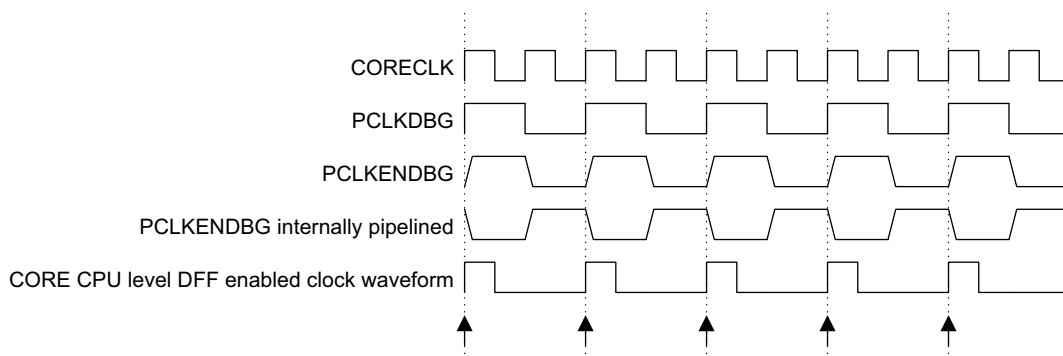 CORECLK
PCLKDBG
PCLKENDBG
PCLKENDBG internally pipelined
CORE CPU level DFF enabled clock waveform